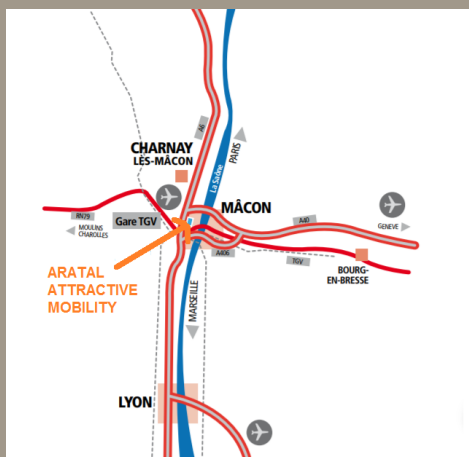 A6
CHARNAY
LÈS-MÂCON
La Saône
PARIS
MÂCON
RN79
Gare TGV
A40
MOULINS
CHAROLLES
GENEVE
A406
TGV
BOURG-
EN-BRESSE
ARATAL
ATTRACTIVE
MOBILITY
MARSEILLE
LYON